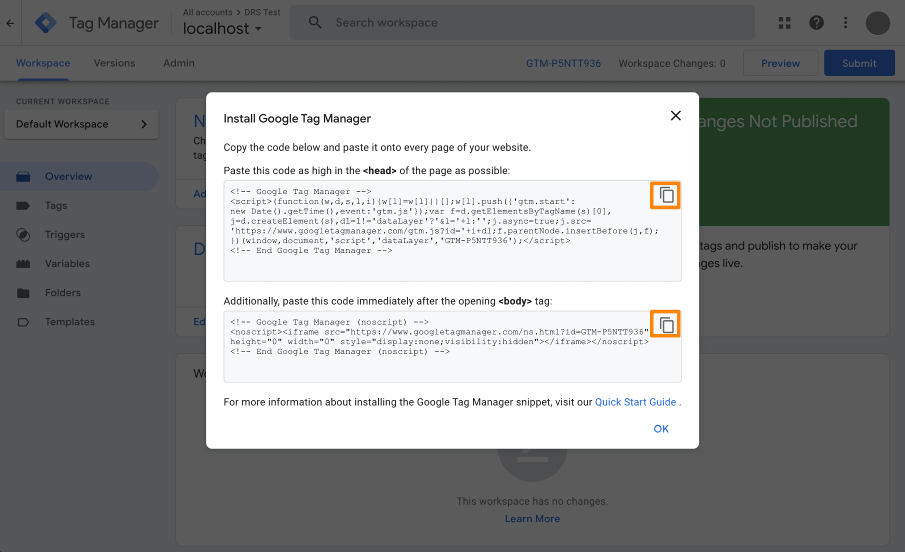 All accounts > DRS Test
Tag Manager
localhost
Search workspace
Workspace
Versions
Admin
GTM-P5NTT936
Workspace Changes: 0
Preview
Submit
CURRENT WORKSPACE
Default Workspace
Overview
Tags
Triggers
Variables
Folders
Templates
Install Google Tag Manager
Copy the code below and paste it onto every page of your website.
Paste this code as high in the <head> of the page as possible:
<!-- Google Tag Manager -->
<script>(function(w,d,s,l,i){w[l]=w[l]||[];w[l].push({'gtm.start':
new Date().getTime(),event:'gtm.js'});var f=d.getElementsByTagName(s)[0],
j=d.createElement(s),dl=l!='dataLayer'?'&l='+l:'';j.async=true;j.src=
'https://www.googletagmanager.com/gtm.js?id='+i+dl;f.parentNode.insertBefore(j,f);
})(window,document,'script','dataLayer','GTM-P5NTT936');</script>
<!-- End Google Tag Manager -->
Additionally, paste this code immediately after the opening <body> tag:
<!-- Google Tag Manager (noscript) -->
<noscript><iframe src="https://www.googletagmanager.com/ns.html?id=GTM-P5NTT936"
height="0" width="0" style="display:none;visibility:hidden"></iframe></noscript>
<!-- End Google Tag Manager (noscript) -->
For more information about installing the Google Tag Manager snippet, visit our Quick Start Guide .
OK
anges Not Published
tags and publish to make your
ges live.
This workspace has no changes.
Learn More